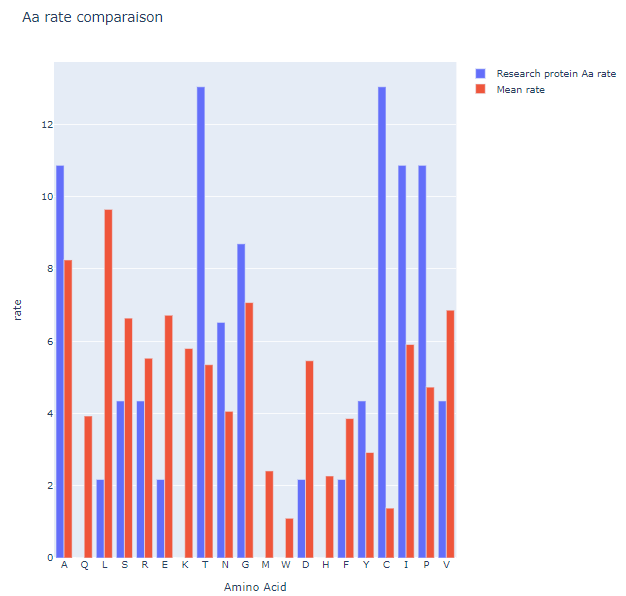 Aa rate comparaison
Research protein Aa rate
Mean rate
12
10
8
6
4
2
0
rate
A Q L S R E K T N G M W D H F Y C I P V
Amino Acid